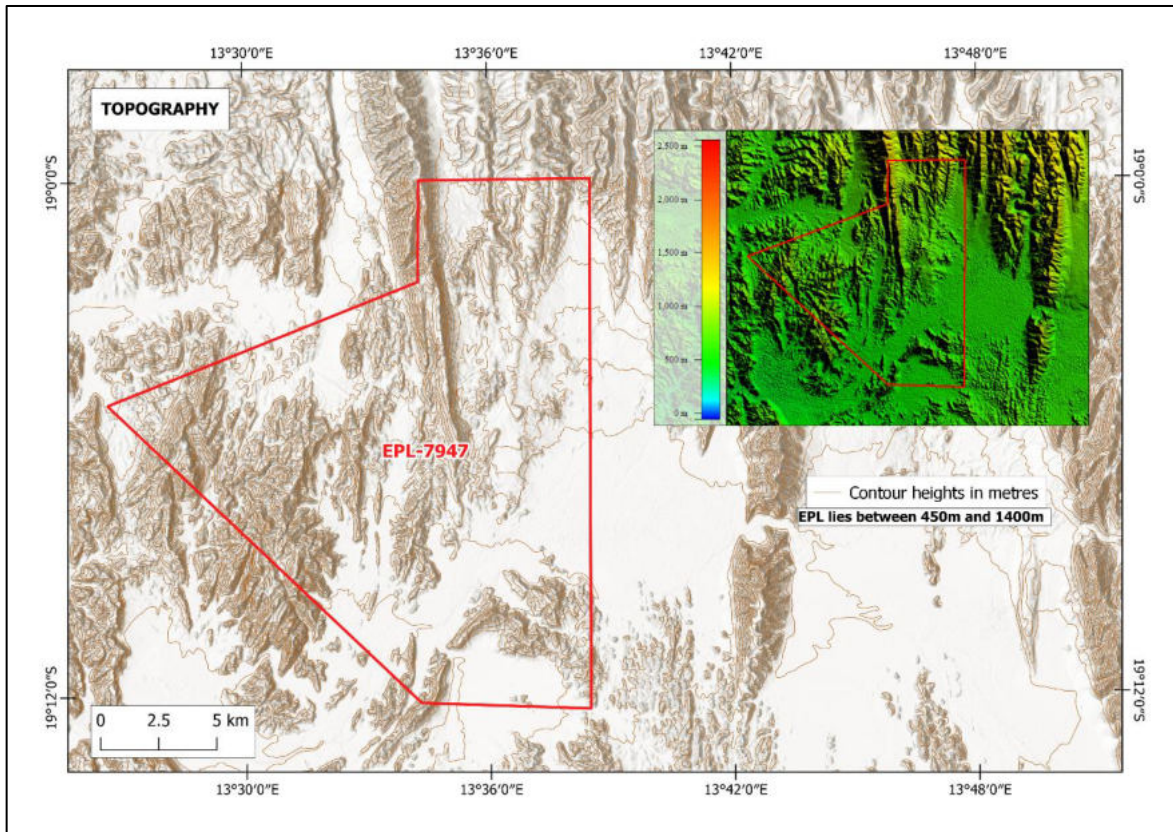 13°30'0"E 13°36'0"E 13°42'0"E 13°48'0"E
TOPOGRAPHY
19°0'0"S
19°0'0"S
2,500 m
2,000 m
1,500 m
1,000 m
500 m
0 m
EPL-7947
Contour heights in metres
EPL lies between 450m and 1400m
19°12'0"S
19°12'0"S
0 2.5 5 km
13°30'0"E 13°36'0"E 13°42'0"E 13°48'0"E